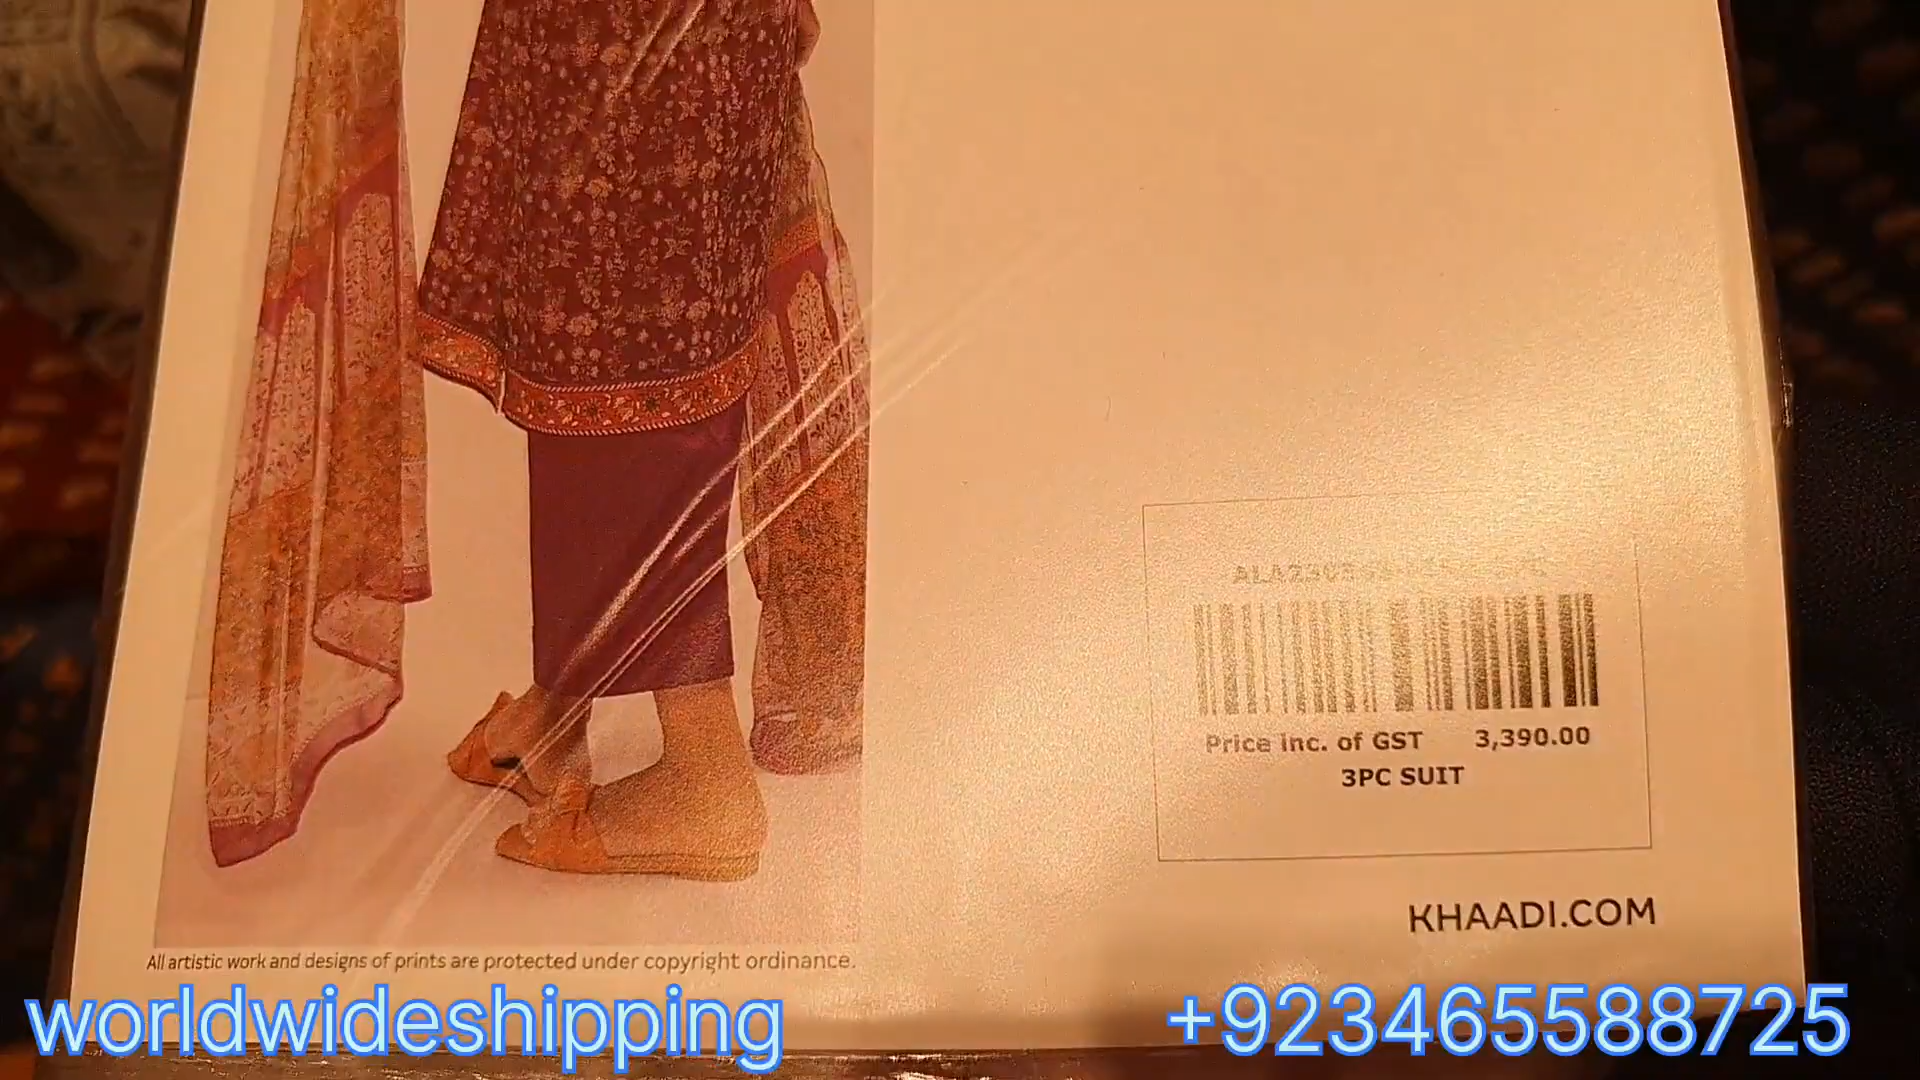 Price inc. of GST 3,390.00
3PC SUIT
KHAADI.COM
All artistic work and designs of prints are protected under copyright ordinance.
worldwideshipping +923465588725